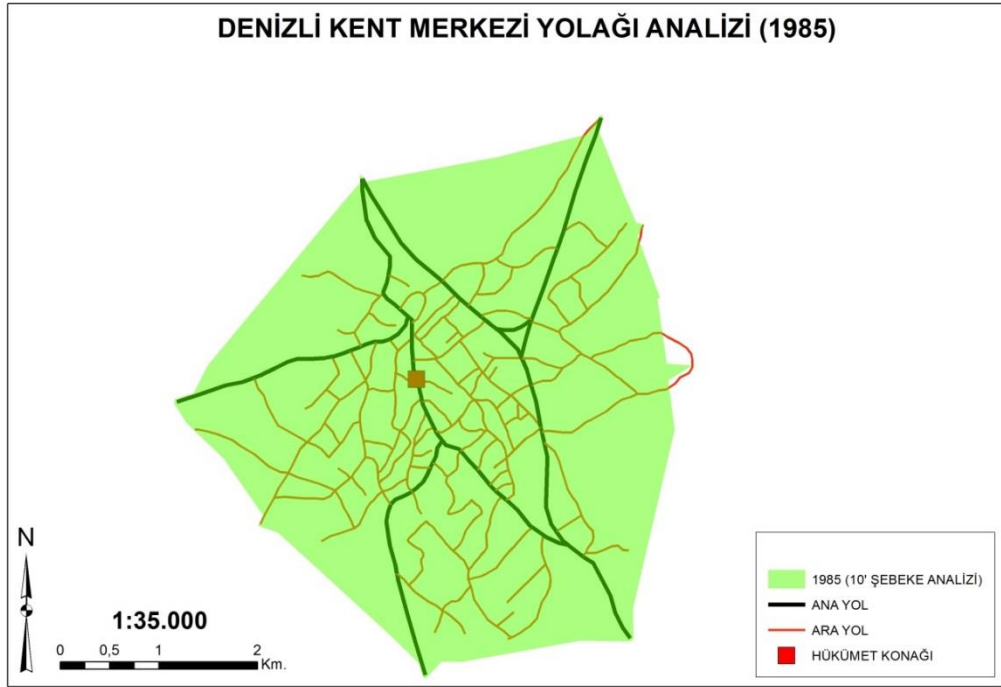 DENİZLİ KENT MERKEZİ YOLAĞI ANALİZİ (1985)
N
1:35.000
0 0,5 1 2
Km.
1985 (10' ŞEBEKE ANALİZİ)
ANA YOL
ARA YOL
HÜKÜMET KONAĞI